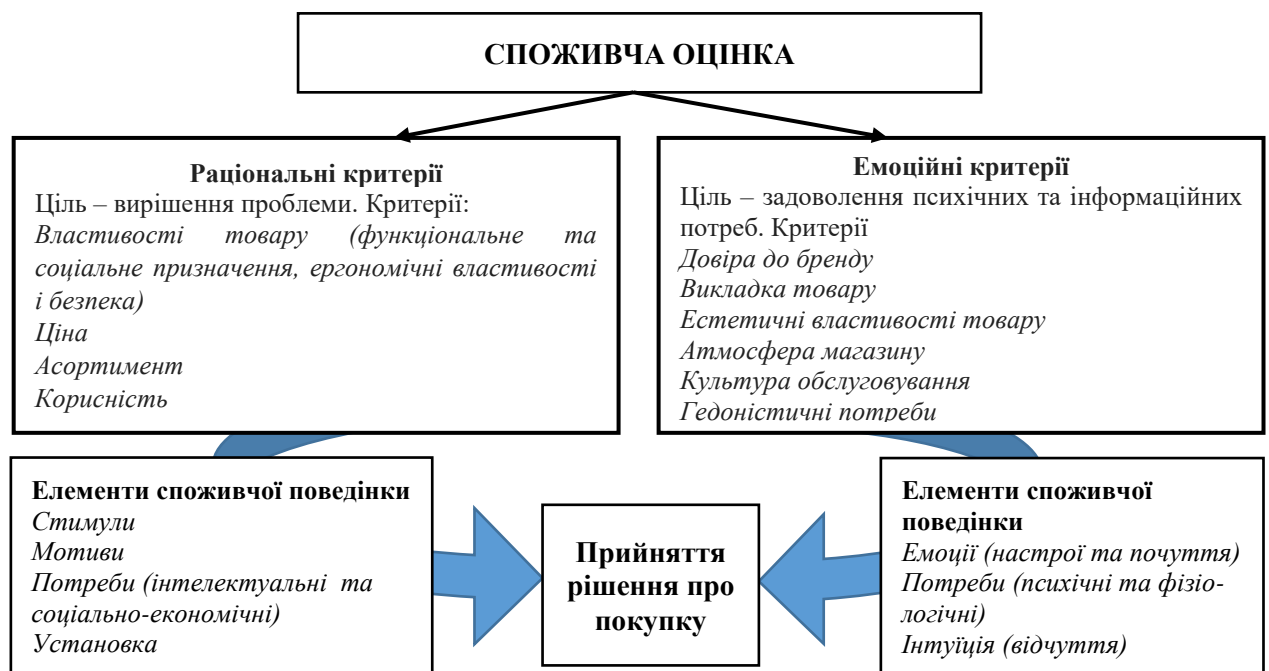 СПОЖИВЧА ОЦІНКА
Раціональні критерії
Ціль – вирішення проблеми. Критерії:
Властивості товару (функціональне та
соціальне призначення, ергономічні властивості
і безпека)
Ціна
Асортимент
Корисність
Емоційні критерії
Ціль – задоволення психічних та інформаційних
потреб. Критерії
Довіра до бренду
Викладка товару
Естетичні властивості товару
Атмосфера магазину
Культура обслуговування
Гедоністичні потреби
Елементи споживчої поведінки
Стимули
Мотиви
Потреби (інтелектуальні та
соціально-економічні)
Установка
Прийняття
рішення про
покупку
Елементи споживчої
поведінки
Емоції (настрої та почуття)
Потреби (психічні та фізіо-
логічні)
Інтуїція (відчуття)